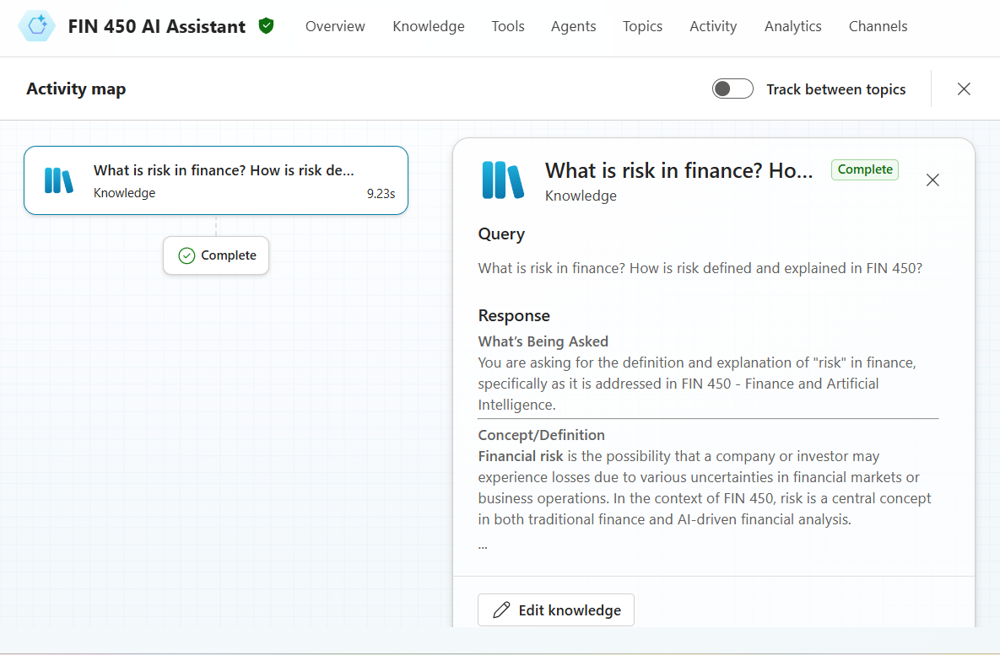 FIN 450 AI Assistant
Overview
Knowledge
Tools
Agents
Topics
Activity
Analytics
Channels
Activity map
Track between topics
What is risk in finance? How is risk de...
Knowledge
9.23s
Complete
What is risk in finance? Ho...
Complete
Knowledge
Query
What is risk in finance? How is risk defined and explained in FIN 450?
Response
What's Being Asked
You are asking for the definition and explanation of "risk" in finance,
specifically as it is addressed in FIN 450 - Finance and Artificial
Intelligence.
Concept/Definition
Financial risk is the possibility that a company or investor may
experience losses due to various uncertainties in financial markets or
business operations. In the context of FIN 450, risk is a central concept
in both traditional finance and AI-driven financial analysis.
...
Edit knowledge